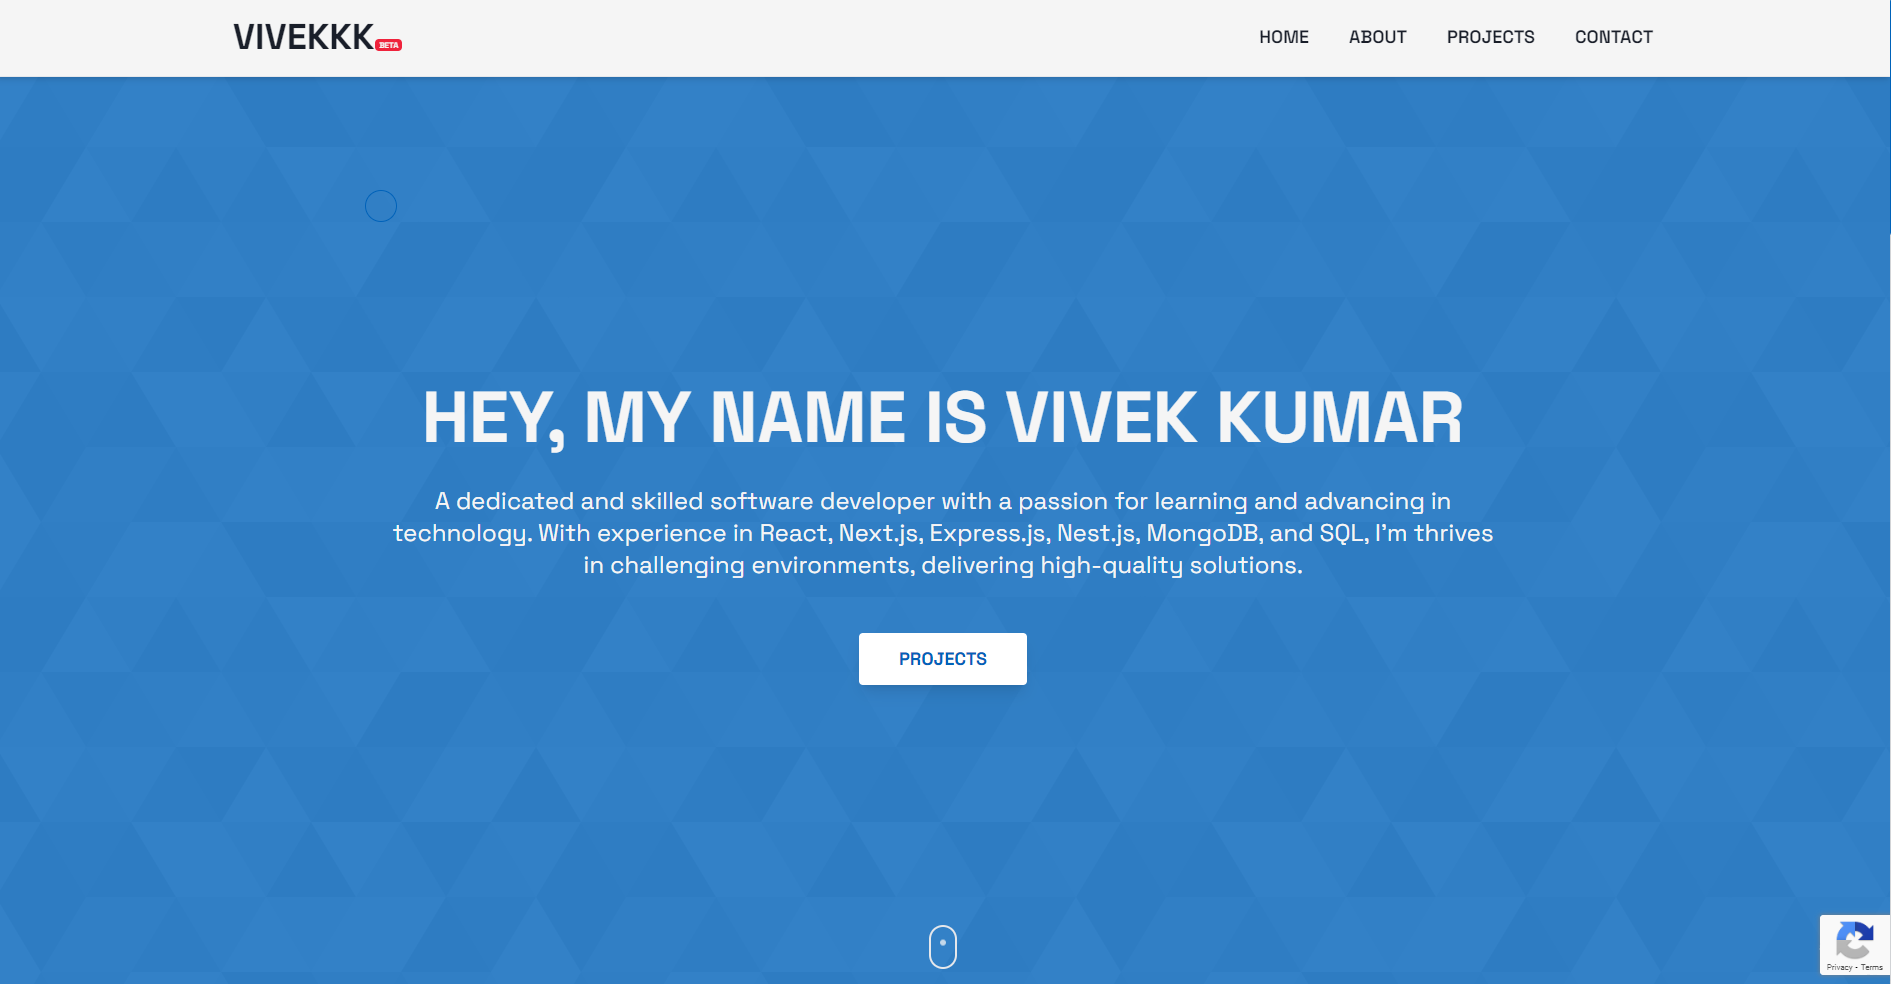 VIVEKKK BETA
HOME ABOUT PROJECTS CONTACT
HEY, MY NAME IS VIVEK KUMAR
A dedicated and skilled software developer with a passion for learning and advancing in
technology. With experience in React, Next.js, Express.js, Nest.js, MongoDB, and SQL, I'm thrives
in challenging environments, delivering high-quality solutions.
PROJECTS
Privacy - Terms